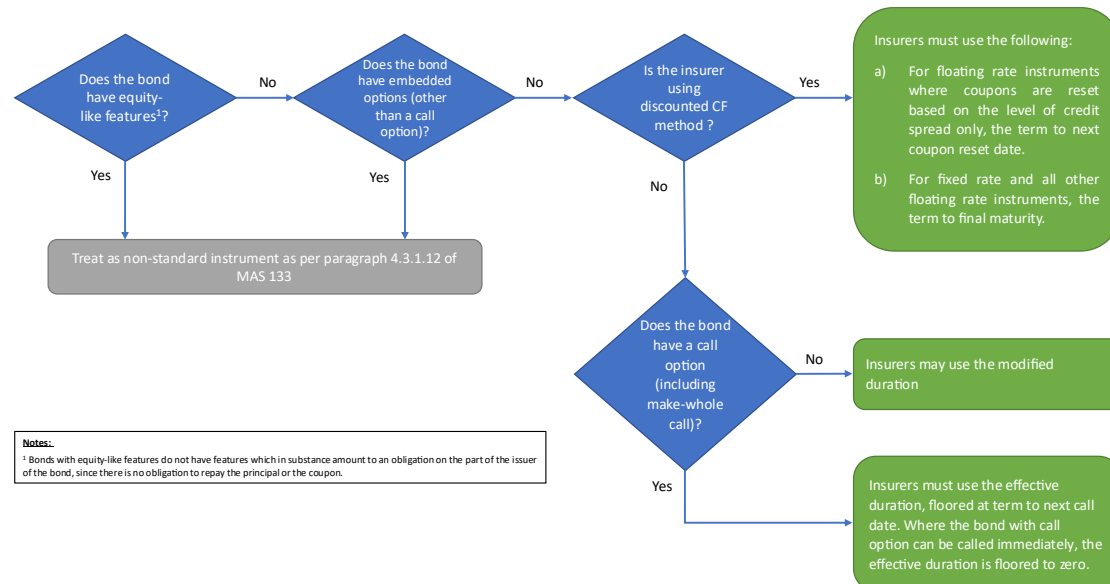 Does the bond
have equity-
like features¹?
No
Yes
Does the bond
have embedded
options (other
than a call
option)?
No
Yes
Is the insurer
using
discounted CF
method ?
Yes
No
Insurers must use the following:
a) For floating rate instruments
where coupons are reset
based on the level of credit
spread only, the term to next
coupon reset date.
b) For fixed rate and all other
floating rate instruments, the
term to final maturity.
Treat as non-standard instrument as per paragraph 4.3.1.12 of
MAS 133
Does the bond
have a call
option
(including
make-whole
call)?
No
Yes
Insurers may use the modified
duration
Insurers must use the effective
duration, floored at term to next call
date. Where the bond with call
option can be called immediately, the
effective duration is floored to zero.
Notes:
¹ Bonds with equity-like features do not have features which in substance amount to an obligation on the part of the issuer
of the bond, since there is no obligation to repay the principal or the coupon.